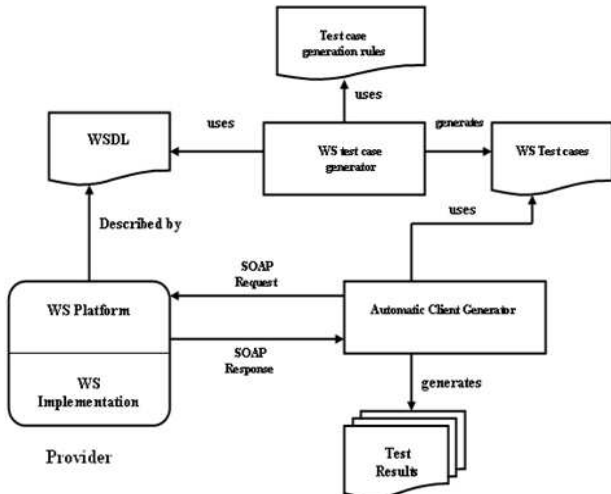 Test case
generation rules
uses
WSDL
uses
WS test case
generator
generates
WS Test cases
Described by
uses
SOAP
Request
WS Platform
Automatic Client Generator
SOAP
Response
WS
Implementation
generates
Provider
Test
Results